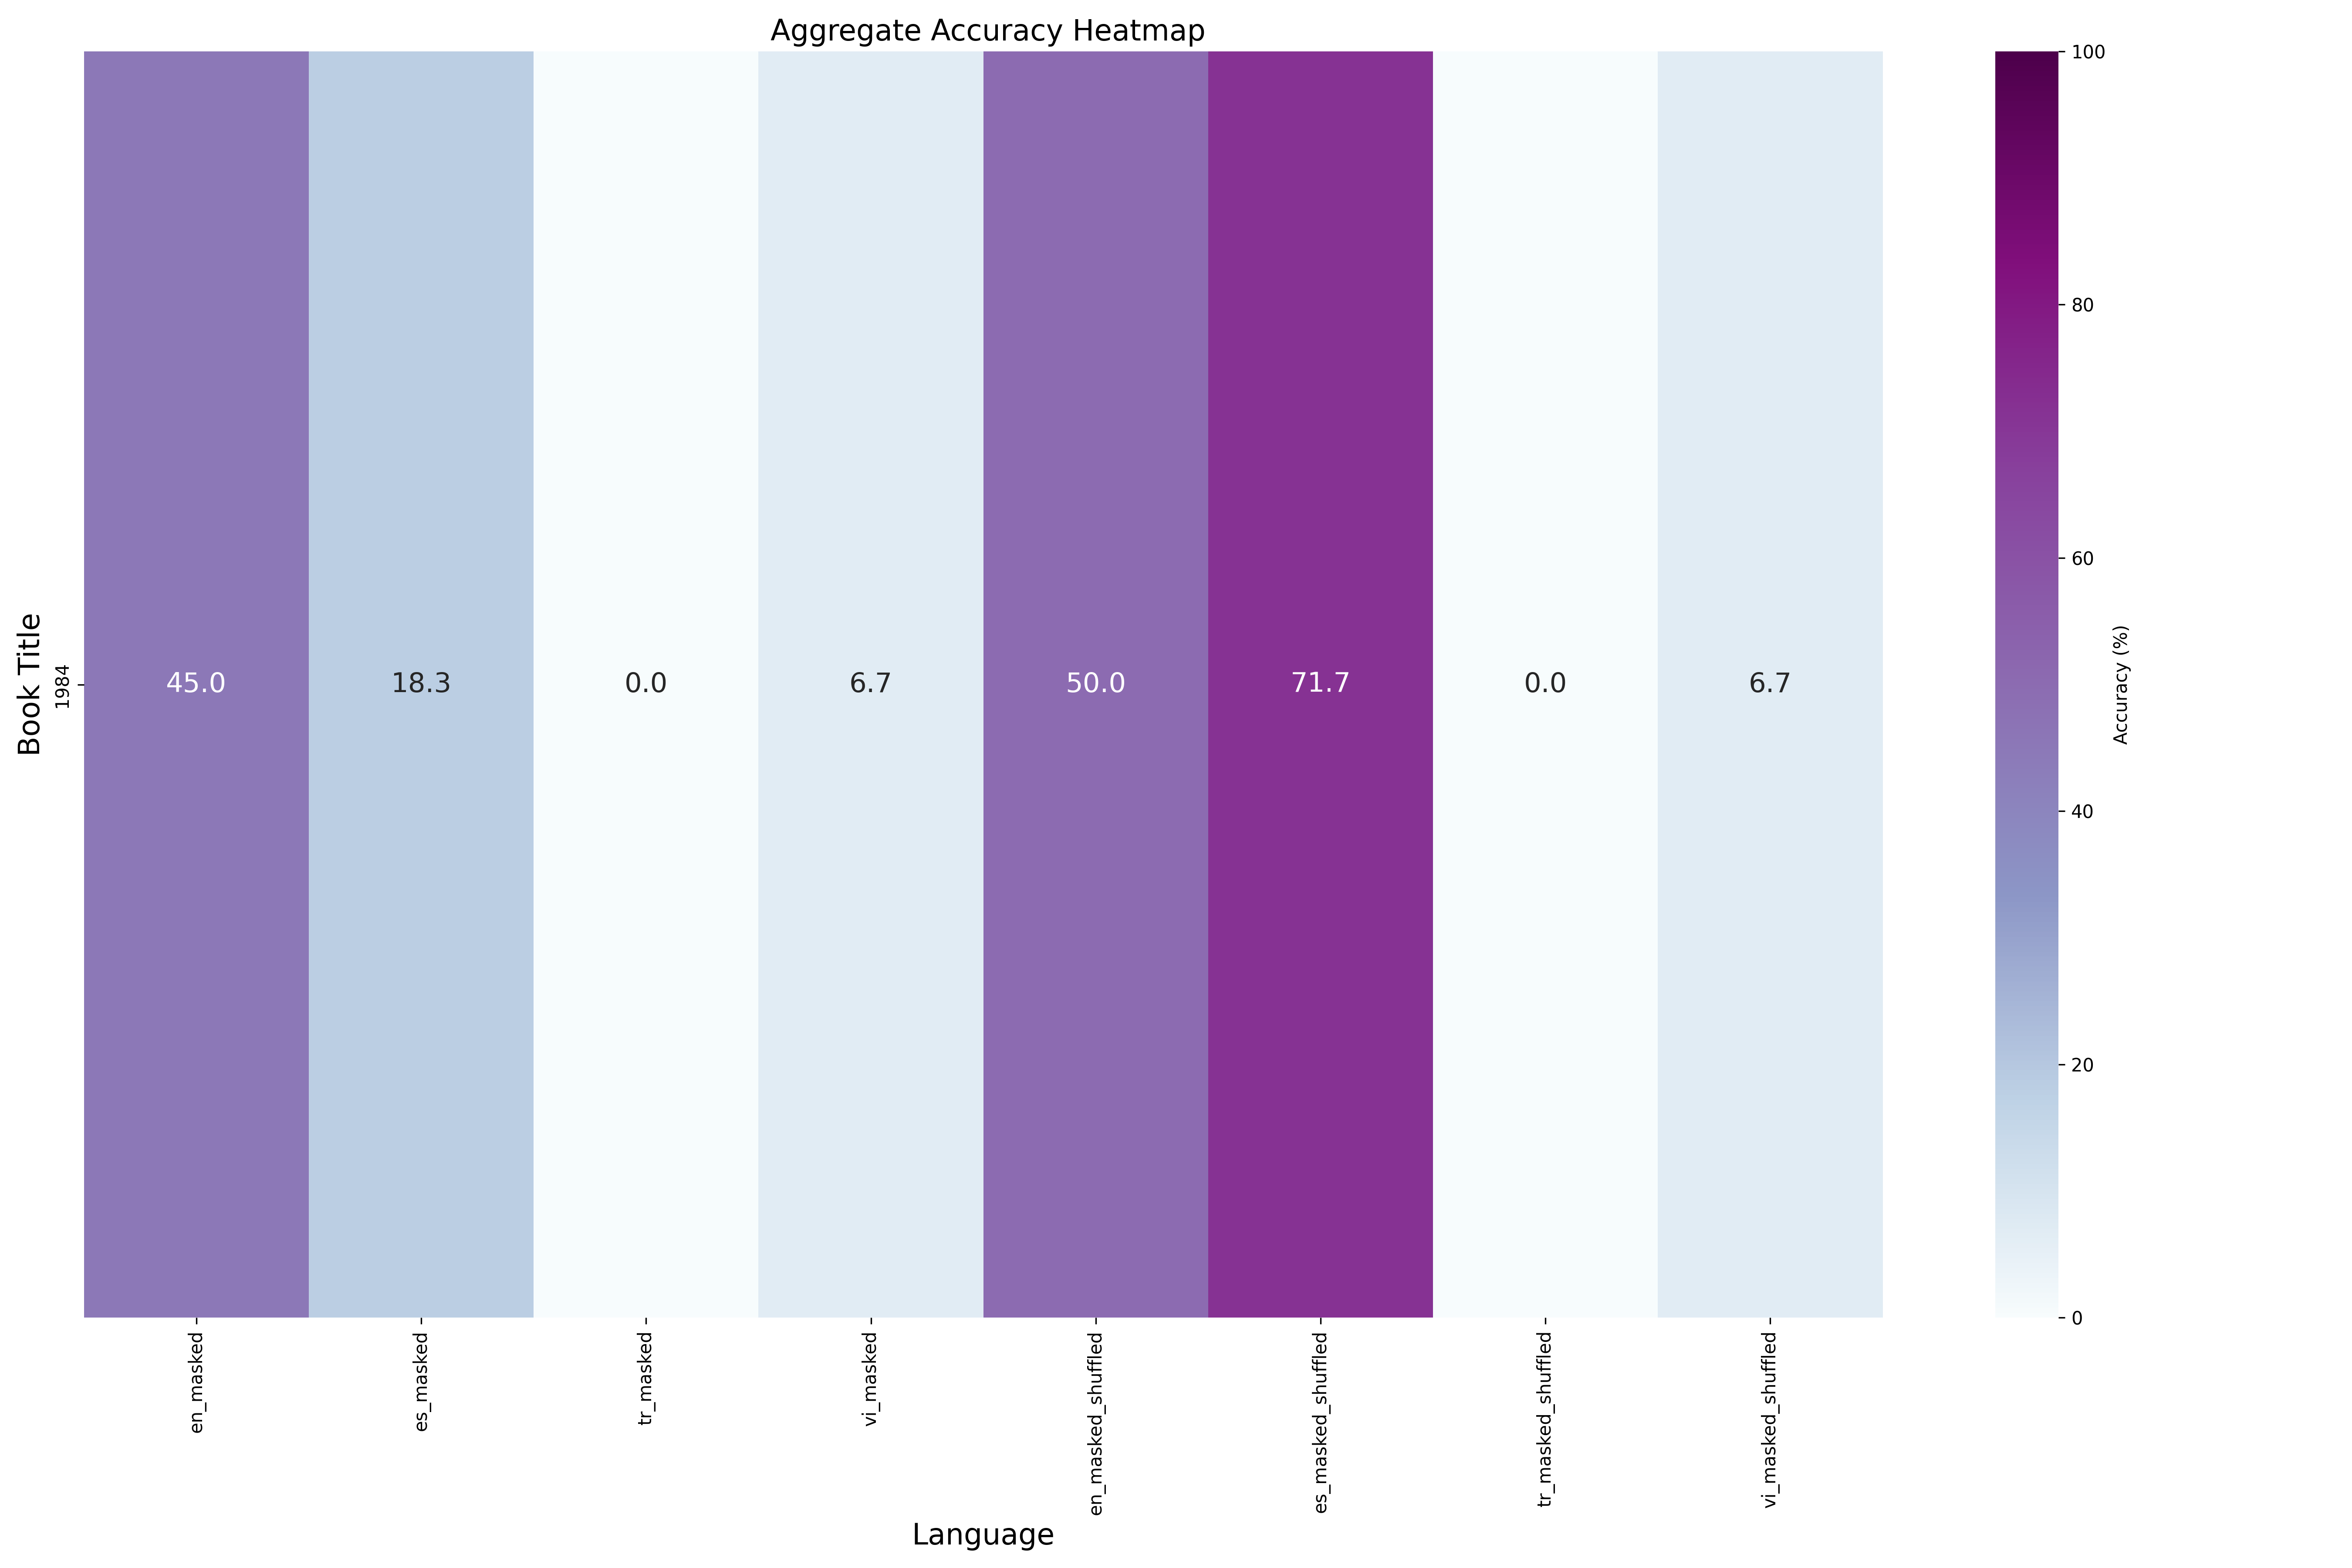 Aggregate Accuracy Heatmap
Book Title
1984
45.0 18.3 0.0 6.7 50.0 71.7 0.0 6.7
en_masked
es_masked
tr_masked
vi_masked
en_masked_shuffled
es_masked_shuffled
tr_masked_shuffled
vi_masked_shuffled
Language
100
80
60
40
20
0
Accuracy (%)